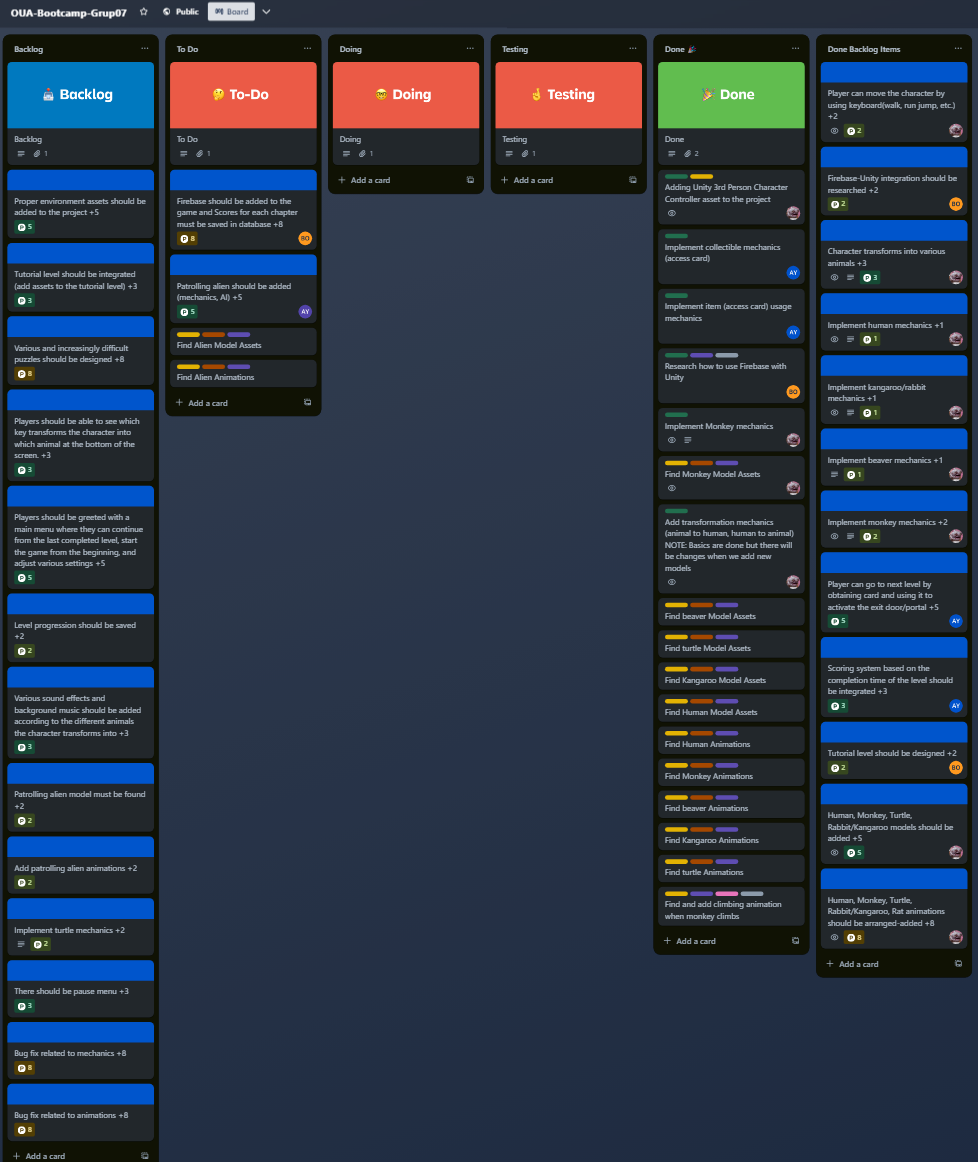 OUA-Bootcamp-Grup07
Public
Board
Backlog
Backlog
Backlog
1
Proper environment assets should be
added to the project +5
P 5
Tutorial level should be integrated
(add assets to the tutorial level) +3
P 3
Various and increasingly difficult
puzzles should be designed +8
P 8
Players should be able to see which
key transforms the character into
which animal at the bottom of the
screen. +3
P 3
Players should be greeted with a
main menu where they can continue
from the last completed level, start
the game from the beginning, and
adjust various settings +5
P 5
Level progression should be saved
+2
P 2
Various sound effects and
background music should be added
according to the different animals
the character transforms into +3
P 3
Patrolling alien model must be found
+2
P 2
Add patrolling alien animations +2
P 2
Implement turtle mechanics +2
P 2
There should be pause menu +3
P 3
Bug fix related to mechanics +8
P 8
Bug fix related to animations +8
P 8
+ Add a card
To Do
To-Do
To Do
1
Firebase should be added to the
game and Scores for each chapter
must be saved in database +8
P 8
BO
Patrolling alien should be added
(mechanics, AI) +5
P 5
AY
Find Alien Model Assets
Find Alien Animations
+ Add a card
Doing
Doing
Doing
1
+ Add a card
Testing
Testing
Testing
1
+ Add a card
Done
Done
Done
2
Adding Unity 3rd Person Character
Controller asset to the project
Implement collectible mechanics
(access card)
AY
Implement item (access card) usage
mechanics
AY
Research how to use Firebase with
Unity
BO
Implement Monkey mechanics
Find Monkey Model Assets
Add transformation mechanics
(animal to human, human to animal)
NOTE: Basics are done but there will
be changes when we add new
models
Find beaver Model Assets
Find turtle Model Assets
Find Kangaroo Model Assets
Find Human Model Assets
Find Human Animations
Find Monkey Animations
Find beaver Animations
Find Kangaroo Animations
Find turtle Animations
Find and add climbing animation
when monkey climbs
+ Add a card
Done Backlog Items
Player can move the character by
using keyboard(walk, run jump, etc.)
+2
P 2
Firebase-Unity integration should be
researched +2
P 2
BO
Character transforms into various
animals +3
P 3
Implement human mechanics +1
P 1
Implement kangaroo/rabbit
mechanics +1
P 1
Implement beaver mechanics +1
P 1
Implement monkey mechanics +2
P 2
Player can go to next level by
obtaining card and using it to
activate the exit door/portal +5
P 5
AY
Scoring system based on the
completion time of the level should
be integrated +3
P 3
AY
Tutorial level should be designed +2
P 2
BO
Human, Monkey, Turtle,
Rabbit/Kangaroo models should be
added +5
P 5
Human, Monkey, Turtle,
Rabbit/Kangaroo, Rat animations
should be arranged-added +8
P 8
+ Add a card